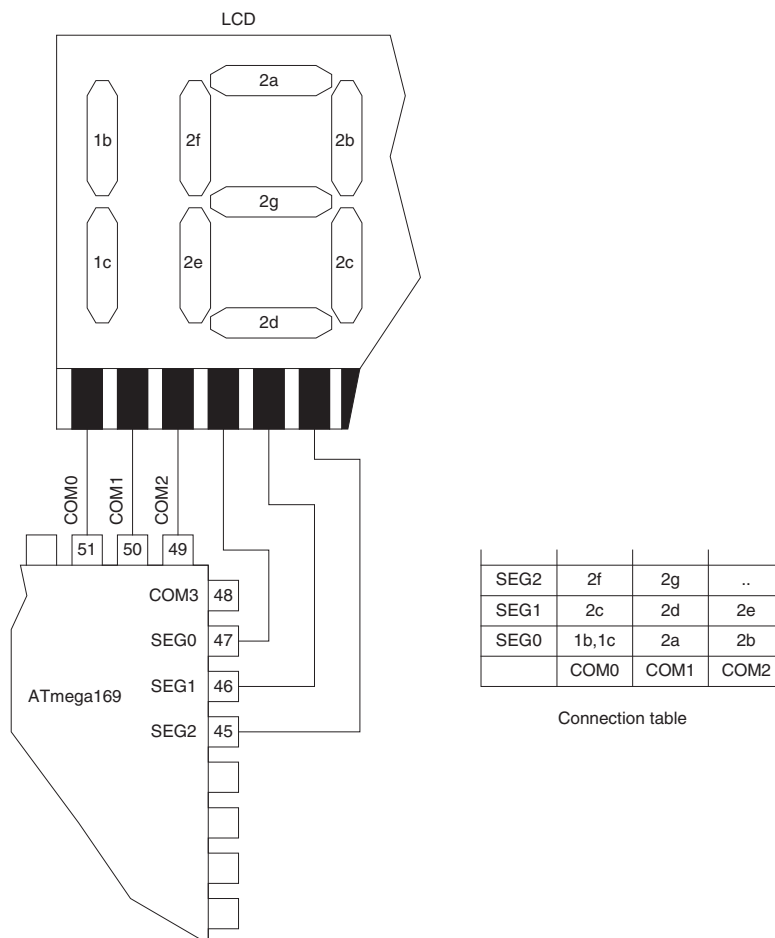 LCD
2a
1b 2f 2b
2g
1c 2e 2c
2d
COM0 COM1 COM2
51 50 49
COM3 48
SEG0 47
SEG1 46
ATmega169
SEG2 45
SEG2 2f 2g ..
SEG1 2c 2d 2e
SEG0 1b,1c 2a 2b
COM0 COM1 COM2
Connection table